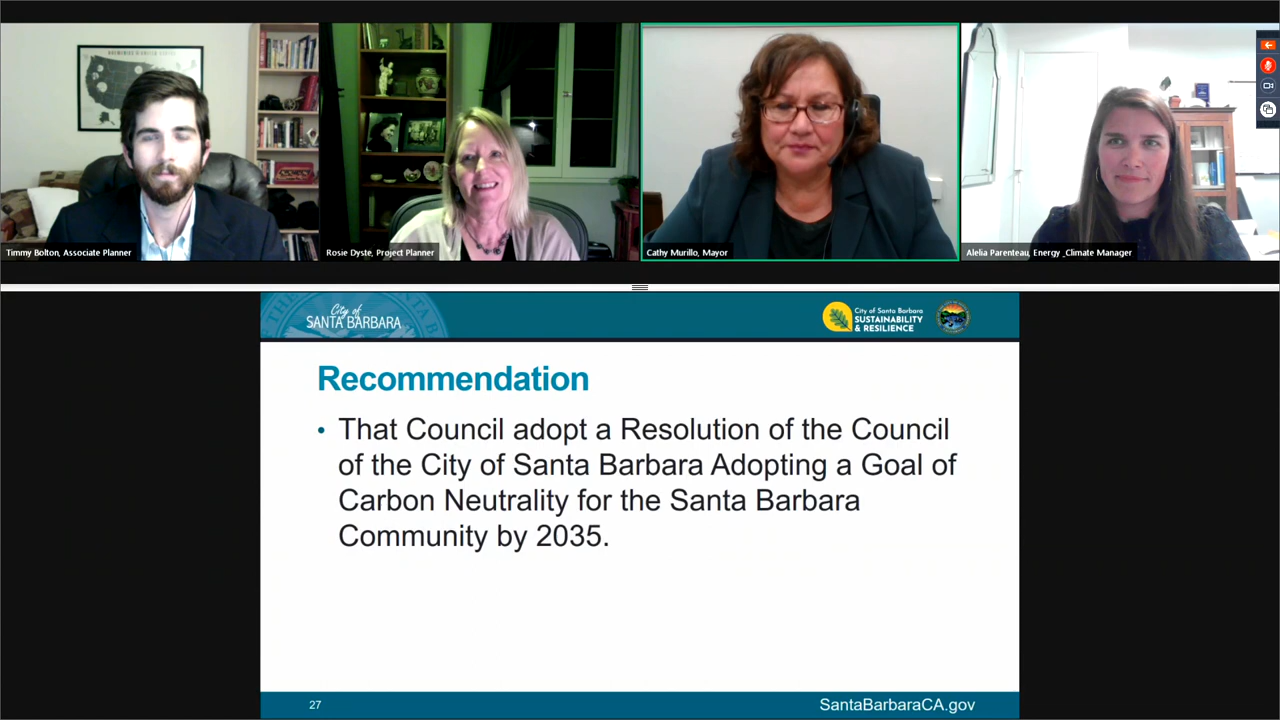 Timmy Bolton, Associate Planner
Rosie Dyste, Project Planner
Cathy Murillo, Mayor
Alelia Parenteau, Energy _Climate Manager
City of
SANTA BARBARA
City of Santa Barbara
SUSTAINABILITY
& RESILIENCE
Recommendation
• That Council adopt a Resolution of the Council
of the City of Santa Barbara Adopting a Goal of
Carbon Neutrality for the Santa Barbara
Community by 2035.
27
SantaBarbaraCA.gov